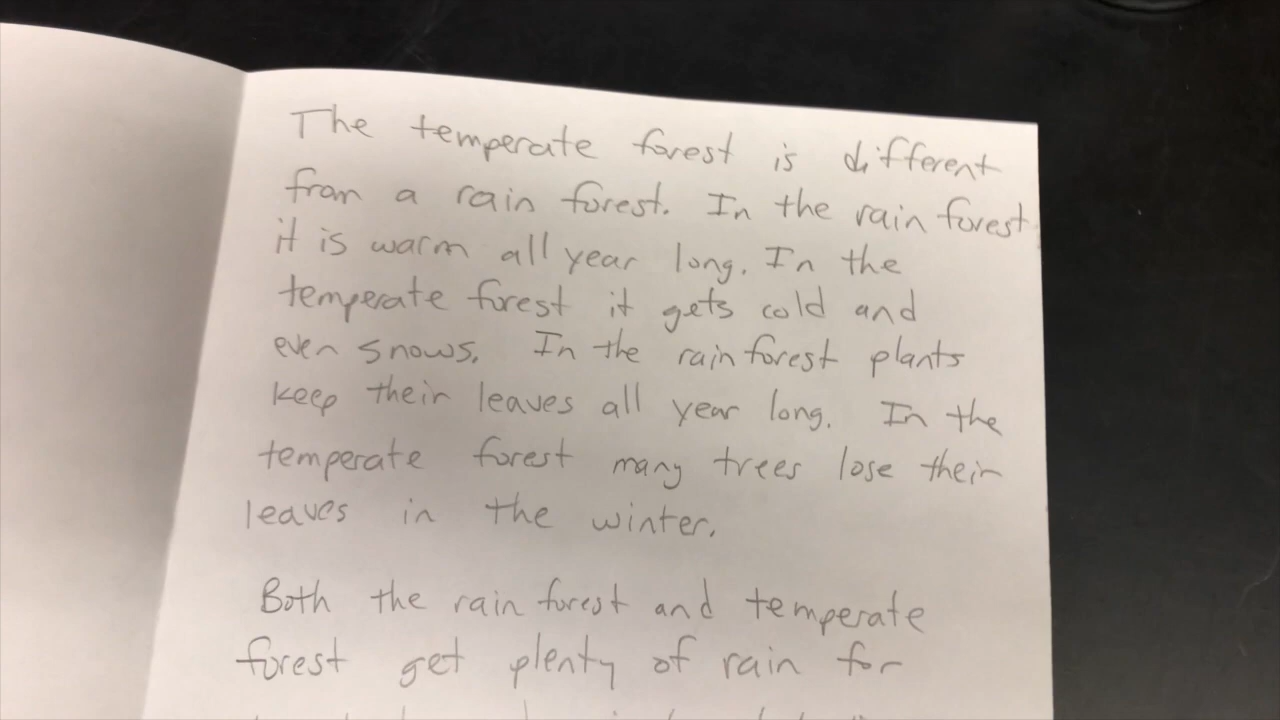 The temperate forest is different
from a rain forest. In the rain forest
it is warm all year long. In the
temperate forest it gets cold and
even snows. In the rain forest plants
keep their leaves all year long. In the
temperate forest many trees lose their
leaves in the winter.
Both the rain forest and temperate
forest get plenty of rain for